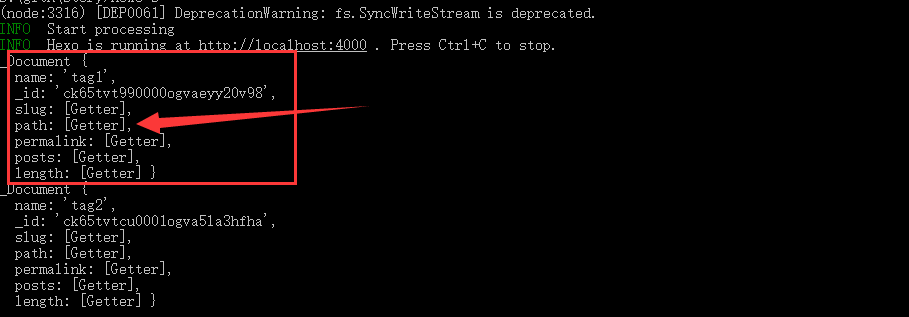 (node:3316) [DEP0061] DeprecationWarning: fs.SyncWriteStream is deprecated.
INFO  Start processing
INFO  Hexo is running at http://localhost:4000 . Press Ctrl+C to stop.
_Document {
name: 'tag1',
_id: 'ck65tvt990000ogvaeyy20v98',
slug: [Getter],
path: [Getter],
permalink: [Getter],
posts: [Getter],
length: [Getter] }
_Document {
name: 'tag2',
_id: 'ck65tvtcu0001ogva51a3hfha',
slug: [Getter],
path: [Getter],
permalink: [Getter],
posts: [Getter],
length: [Getter] }